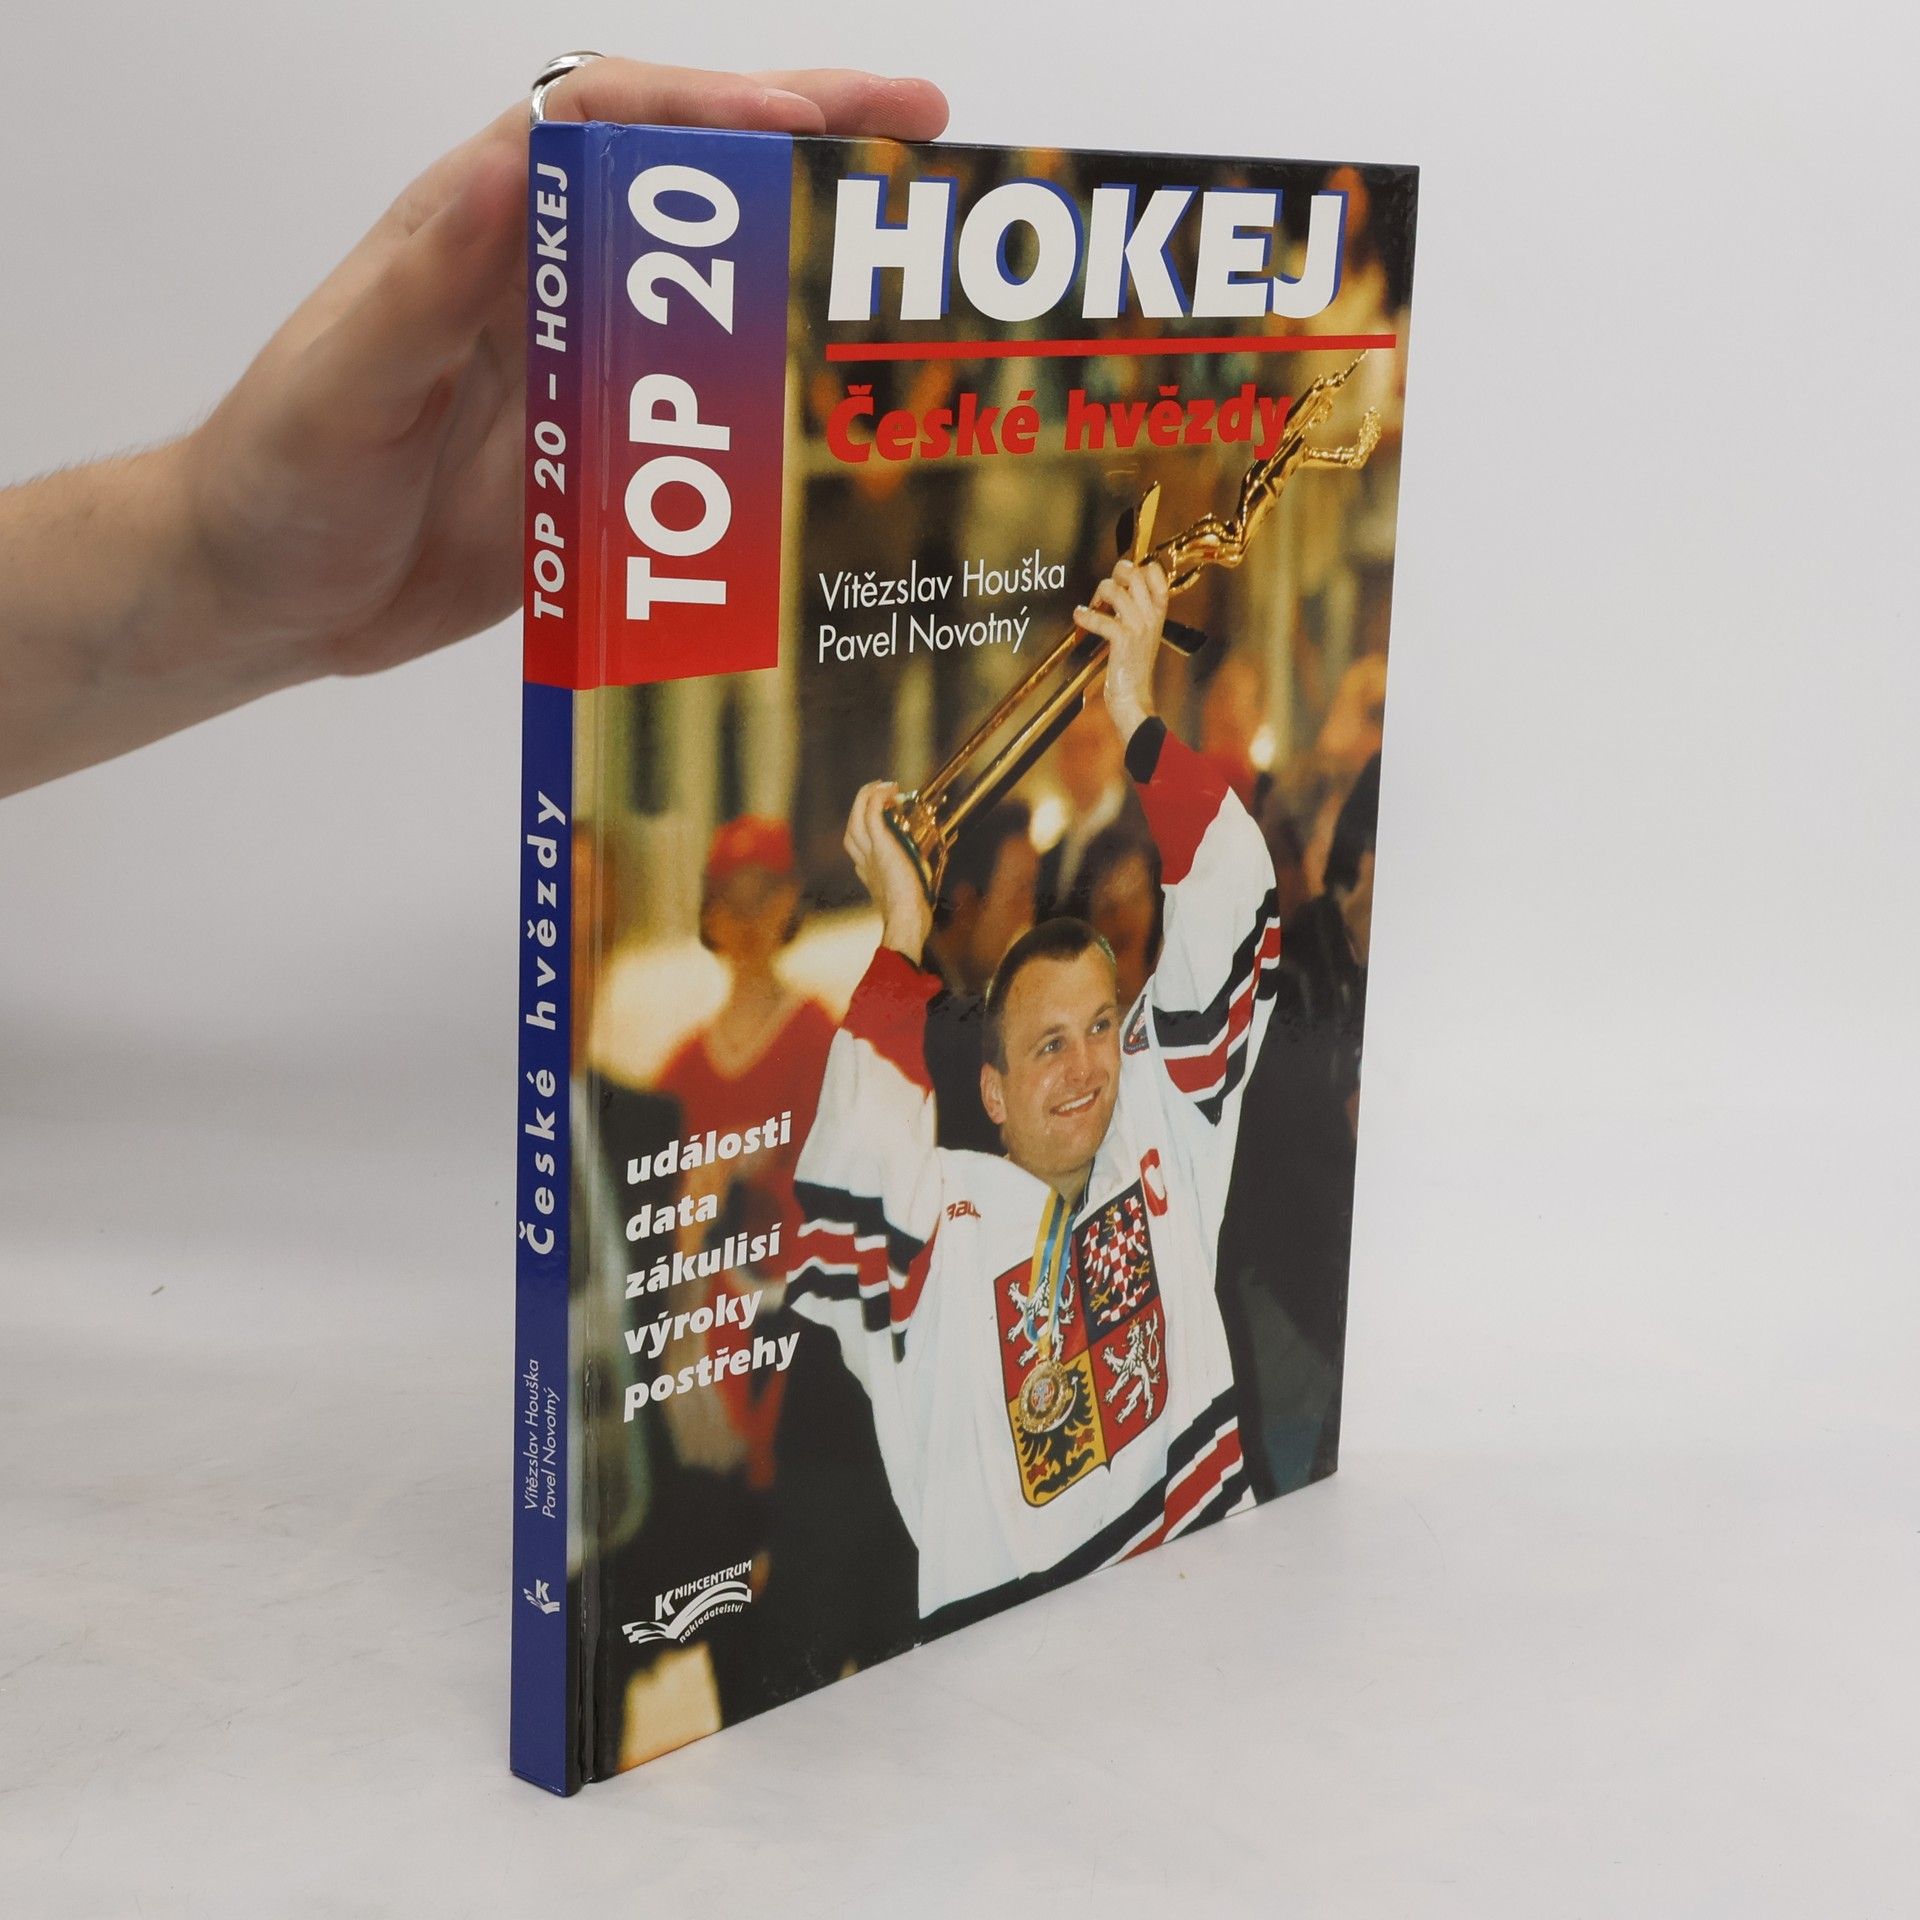 TOP 20 – HOKEJ
České hvězdy
Vítězslav Houška
Pavel Novotný
K
TOP 20
HOKEJ
České hvězdy
Vítězslav Houška
Pavel Novotný
události
data
zákulisí
výroky
postřehy
C
KNIHCENTRUM
nakladatelství